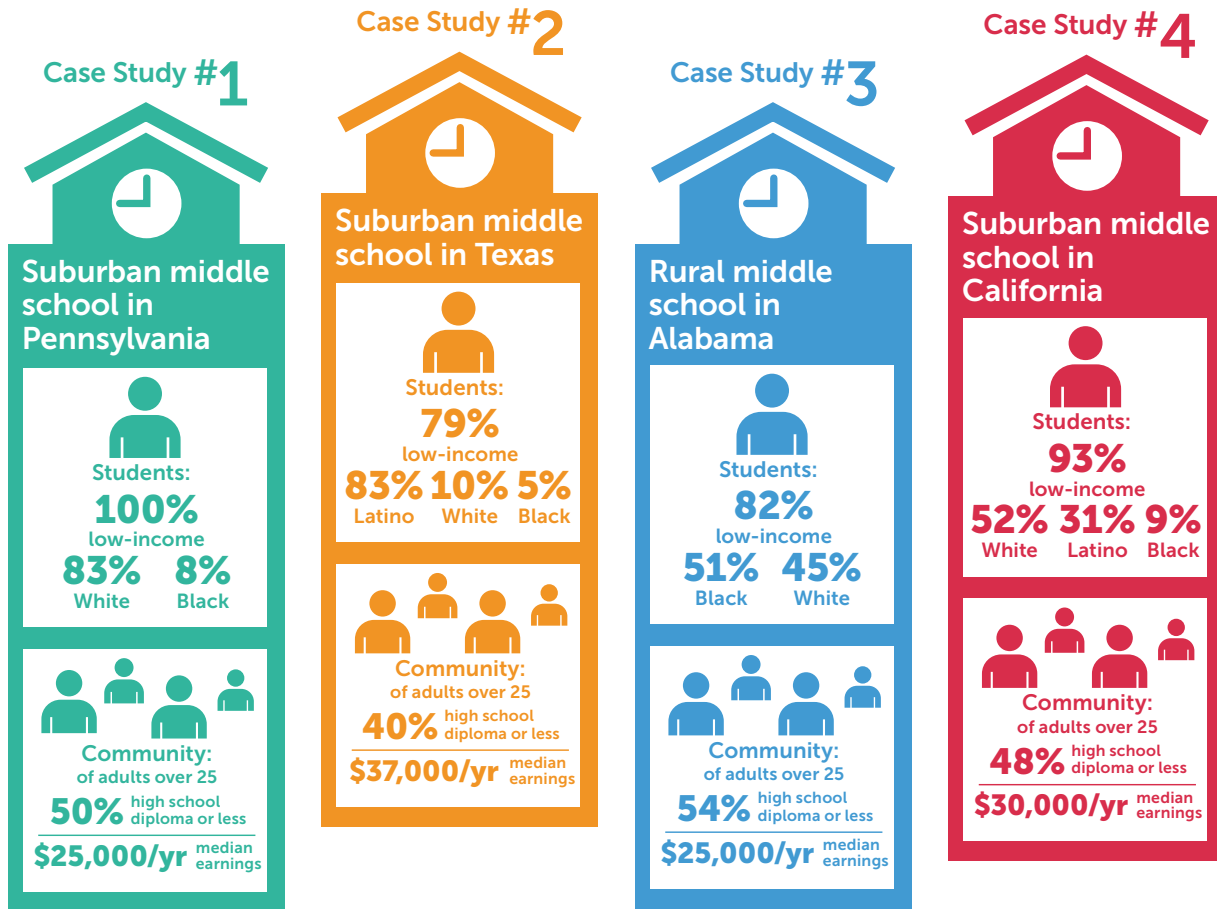 Case Study #1
Suburban middle
school in
Pennsylvania
Students:
100%
low-income
83% 8%
White Black
Community:
of adults over 25
50% high school
diploma or less
$25,000/yr median
earnings
Case Study #2
Suburban middle
school in Texas
Students:
79%
low-income
83% 10% 5%
Latino White Black
Community:
of adults over 25
40% high school
diploma or less
$37,000/yr median
earnings
Case Study #3
Rural middle
school in
Alabama
Students:
82%
low-income
51% 45%
Black White
Community:
of adults over 25
54% high school
diploma or less
$25,000/yr median
earnings
Case Study #4
Suburban middle
school in
California
Students:
93%
low-income
52% 31% 9%
White Latino Black
Community:
of adults over 25
48% high school
diploma or less
$30,000/yr median
earnings